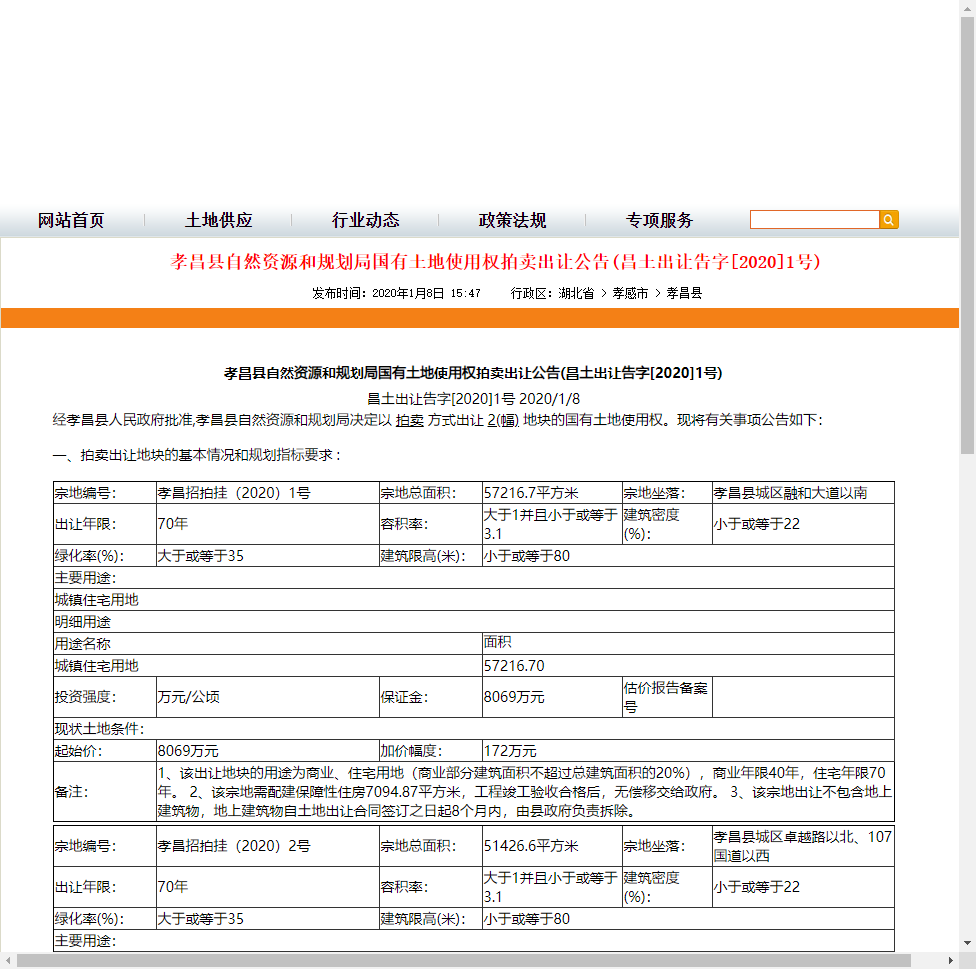 网站首页 土地供应 行业动态 政策法规 专项服务
孝昌县自然资源和规划局国有土地使用权拍卖出让公告(昌土出让告字[2020]1号)
发布时间：2020年1月8日 15:47 行政区：湖北省 > 孝感市 > 孝昌县
孝昌县自然资源和规划局国有土地使用权拍卖出让公告(昌土出让告字[2020]1号)
昌土出让告字[2020]1号 2020/1/8
经孝昌县人民政府批准,孝昌县自然资源和规划局决定以 拍卖 方式出让 2(幅) 地块的国有土地使用权。现将有关事项公告如下：
一、拍卖出让地块的基本情况和规划指标要求：
宗地编号： 孝昌招拍挂（2020）1号 宗地总面积： 57216.7平方米 宗地坐落： 孝昌县城区融和大道以南
出让年限： 70年 容积率： 大于1并且小于或等于3.1 建筑密度(%)： 小于或等于22
绿化率(%)： 大于或等于35 建筑限高(米)： 小于或等于80
主要用途：
城镇住宅用地
明细用途
用途名称 面积
城镇住宅用地 57216.70
投资强度： 万元/公顷 保证金： 8069万元 估价报告备案号
现状土地条件：
起始价： 8069万元 加价幅度： 172万元
备注： 1、该出让地块的用途为商业、住宅用地（商业部分建筑面积不超过总建筑面积的20%），商业年限40年，住宅年限70
年。 2、该宗地需配建保障性住房7094.87平方米，工程竣工验收合格后，无偿移交给政府。 3、该宗地出让不包含地上
建筑物，地上建筑物自土地出让合同签订之日起8个月内，由县政府负责拆除。
宗地编号： 孝昌招拍挂（2020）2号 宗地总面积： 51426.6平方米 宗地坐落： 孝昌县城区卓越路以北、107国道以西
出让年限： 70年 容积率： 大于1并且小于或等于3.1 建筑密度(%)： 小于或等于22
绿化率(%)： 大于或等于35 建筑限高(米)： 小于或等于80
主要用途：